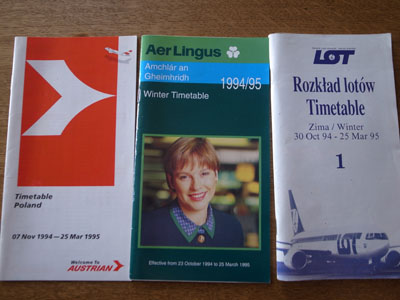 Timetable
Poland
07 Nov 1994 — 25 Mar 1995
Welcome To
AUSTRIAN
Aer Lingus
Amchlár an
Gheimhridh
1994/95
Winter Timetable
Effective from 23 October 1994 to 25 March 1995
LOT
Rozkład lotów
Timetable
Zima / Winter
30 Oct 94 - 25 Mar 95
1
LOT